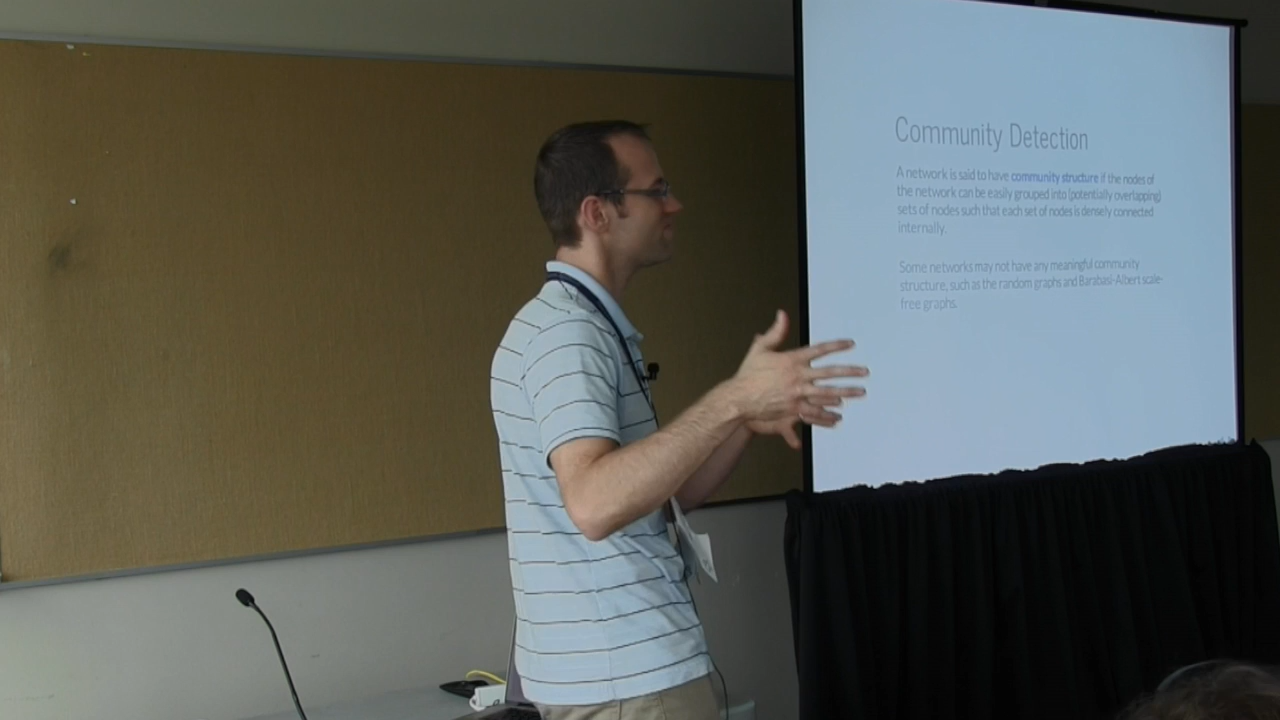 Community Detection
A network is said to have community structure if the nodes of
the network can be easily grouped into (potentially overlapping)
sets of nodes such that each set of nodes is densely connected
internally.
Some networks may not have any meaningful community
structure, such as the random graphs and Barabasi-Albert scale-
free graphs.